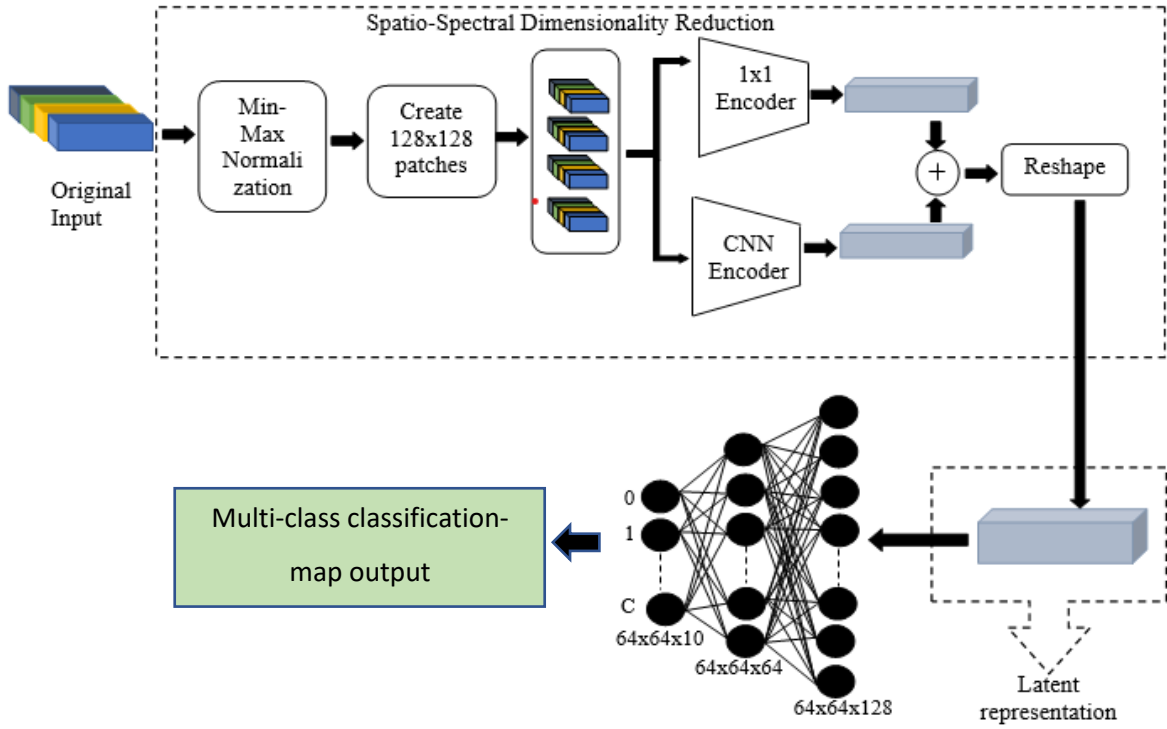 Spatio-Spectral Dimensionality Reduction
Original
Input
Min-
Max
Normali
zation
Create
128x128
patches
1x1
Encoder
CNN
Encoder
+
Reshape
Multi-class classification-
map output
0
1
C
64x64x10
64x64x64
64x64x128
Latent
representation